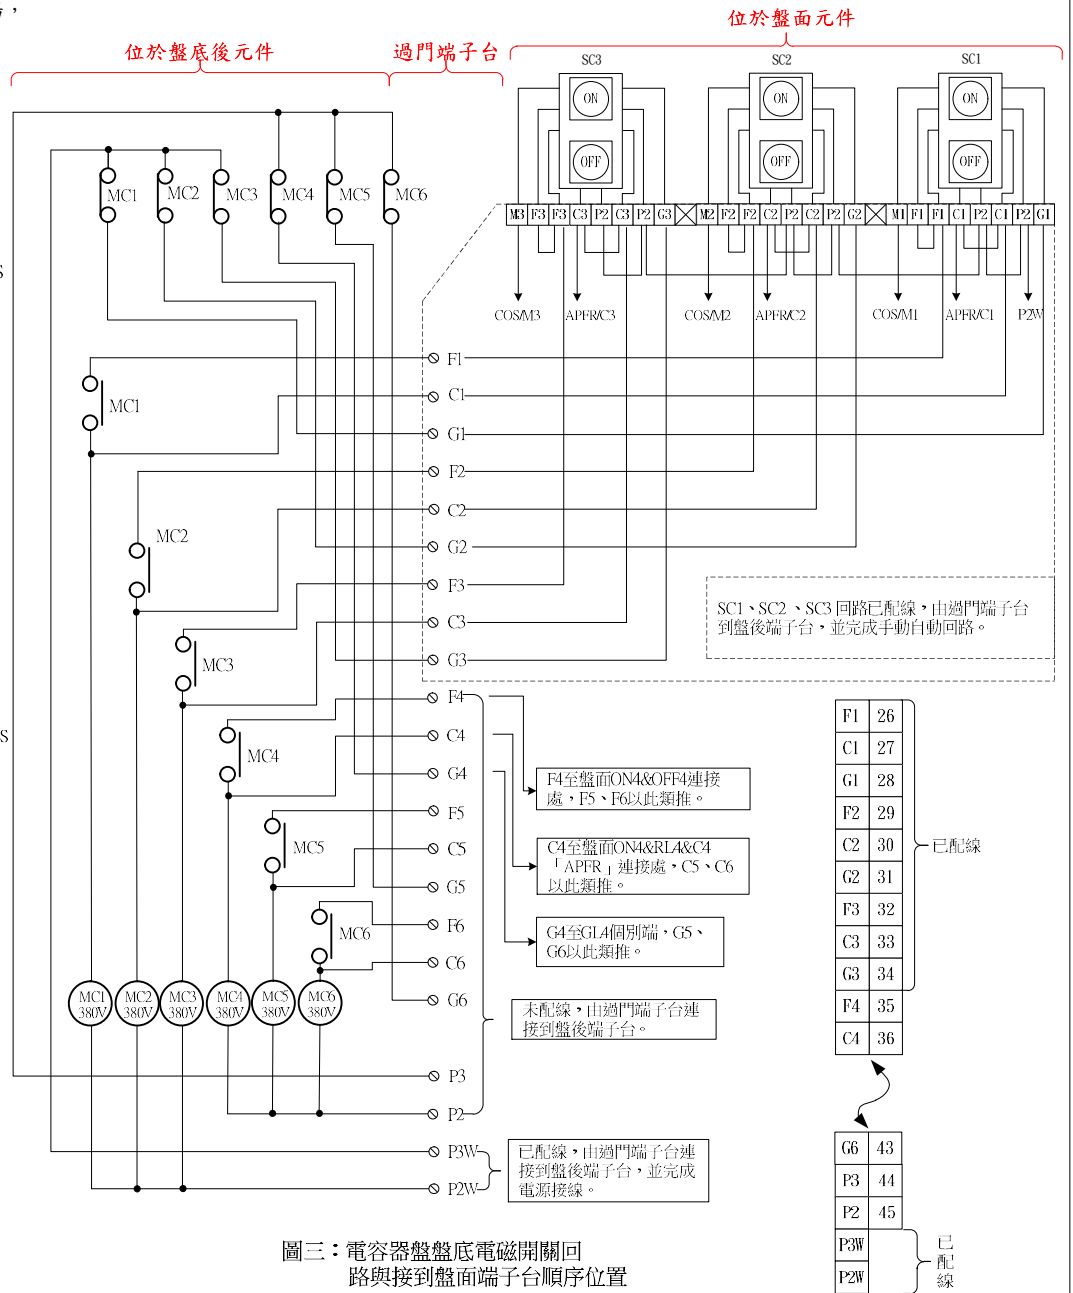 位於盤面元件
位於盤底後元件
過門端子台
SC3
SC2
SC1
ON
ON
ON
OFF
OFF
OFF
MC1
MC2
MC3
MC4
MC5
MC6
M3 F3 F3 C3 P2 C3 P2 G3 M2 F2 F2 C2 P2 C2 P2 G2 M1 F1 F1 C1 P2 C1 P2 G1
S
COS/M3
APFR/C3
COS/M2
APFR/C2
COS/M1
APFR/C1
P2W
F1
C1
MC1
G1
F2
C2
MC2
G2
F3
SC1、SC2 、SC3 回路已配線，由過門端子台
到盤後端子台，並完成手動自動回路。
C3
MC3
G3
F4
C4
MC4
G4
F4至盤面ON4&OFF4連接
處，F5、F6以此類推。
F5
C5
MC5
C4至盤面ON4&RL4&C4
「APFR」連接處，C5、C6
以此類推。
G5
F6
MC6
G4至GL4個別端，G5、
G6以此類推。
C6
G6
MC1 380V
MC2 380V
MC3 380V
MC4 380V
MC5 380V
MC6 380V
未配線，由過門端子台連
接到盤後端子台。
P3
P2
P3W
P2W
已配線，由過門端子台連
接到盤後端子台，並完成
電源接線。
S
F1 26
C1 27
G1 28
F2 29
C2 30
G2 31
F3 32
C3 33
G3 34
F4 35
C4 36
已配線
G6 43
P3 44
P2 45
P3W
P2W
已
配
線
圖三：電容器盤盤底電磁開關回
路與接到盤面端子台順序位置